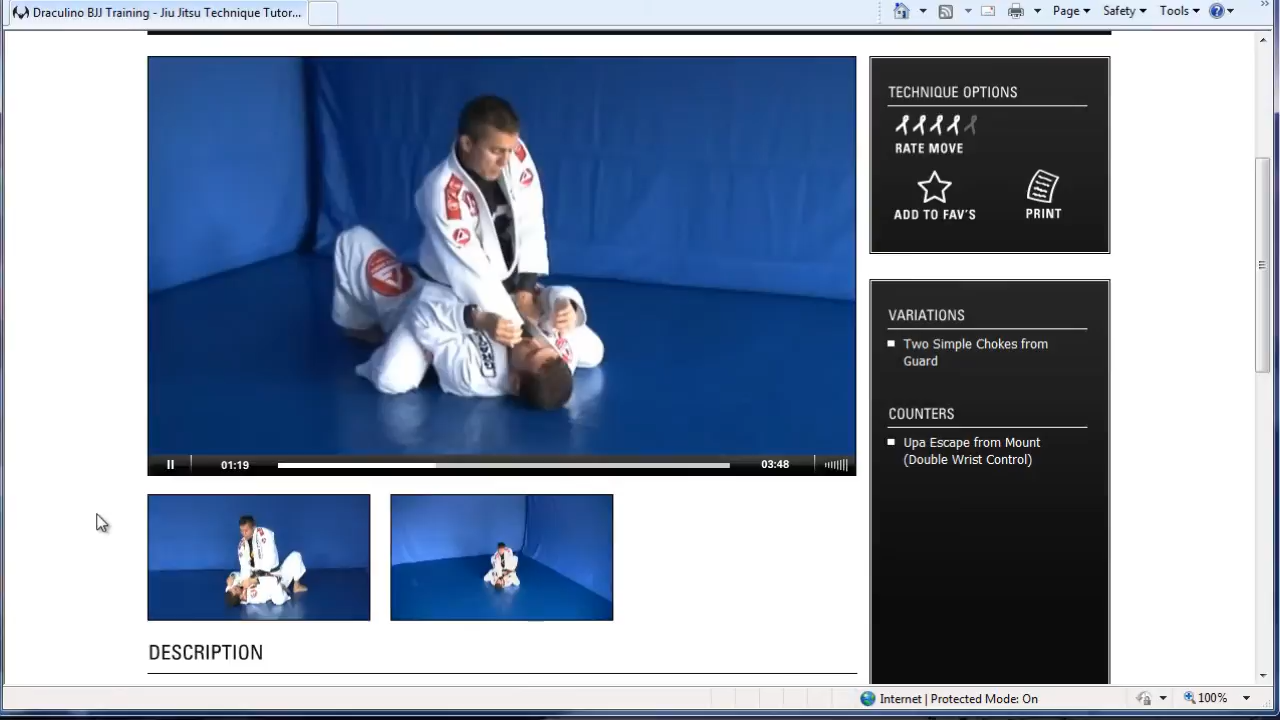 Draculino BJJ Training - Jiu Jitsu Technique Tutor...
Page
Safety
Tools
TECHNIQUE OPTIONS
RATE MOVE
ADD TO FAV'S
PRINT
VARIATIONS
Two Simple Chokes from
Guard
COUNTERS
Upa Escape from Mount
(Double Wrist Control)
01:19
03:48
DESCRIPTION
Internet | Protected Mode: On
100%